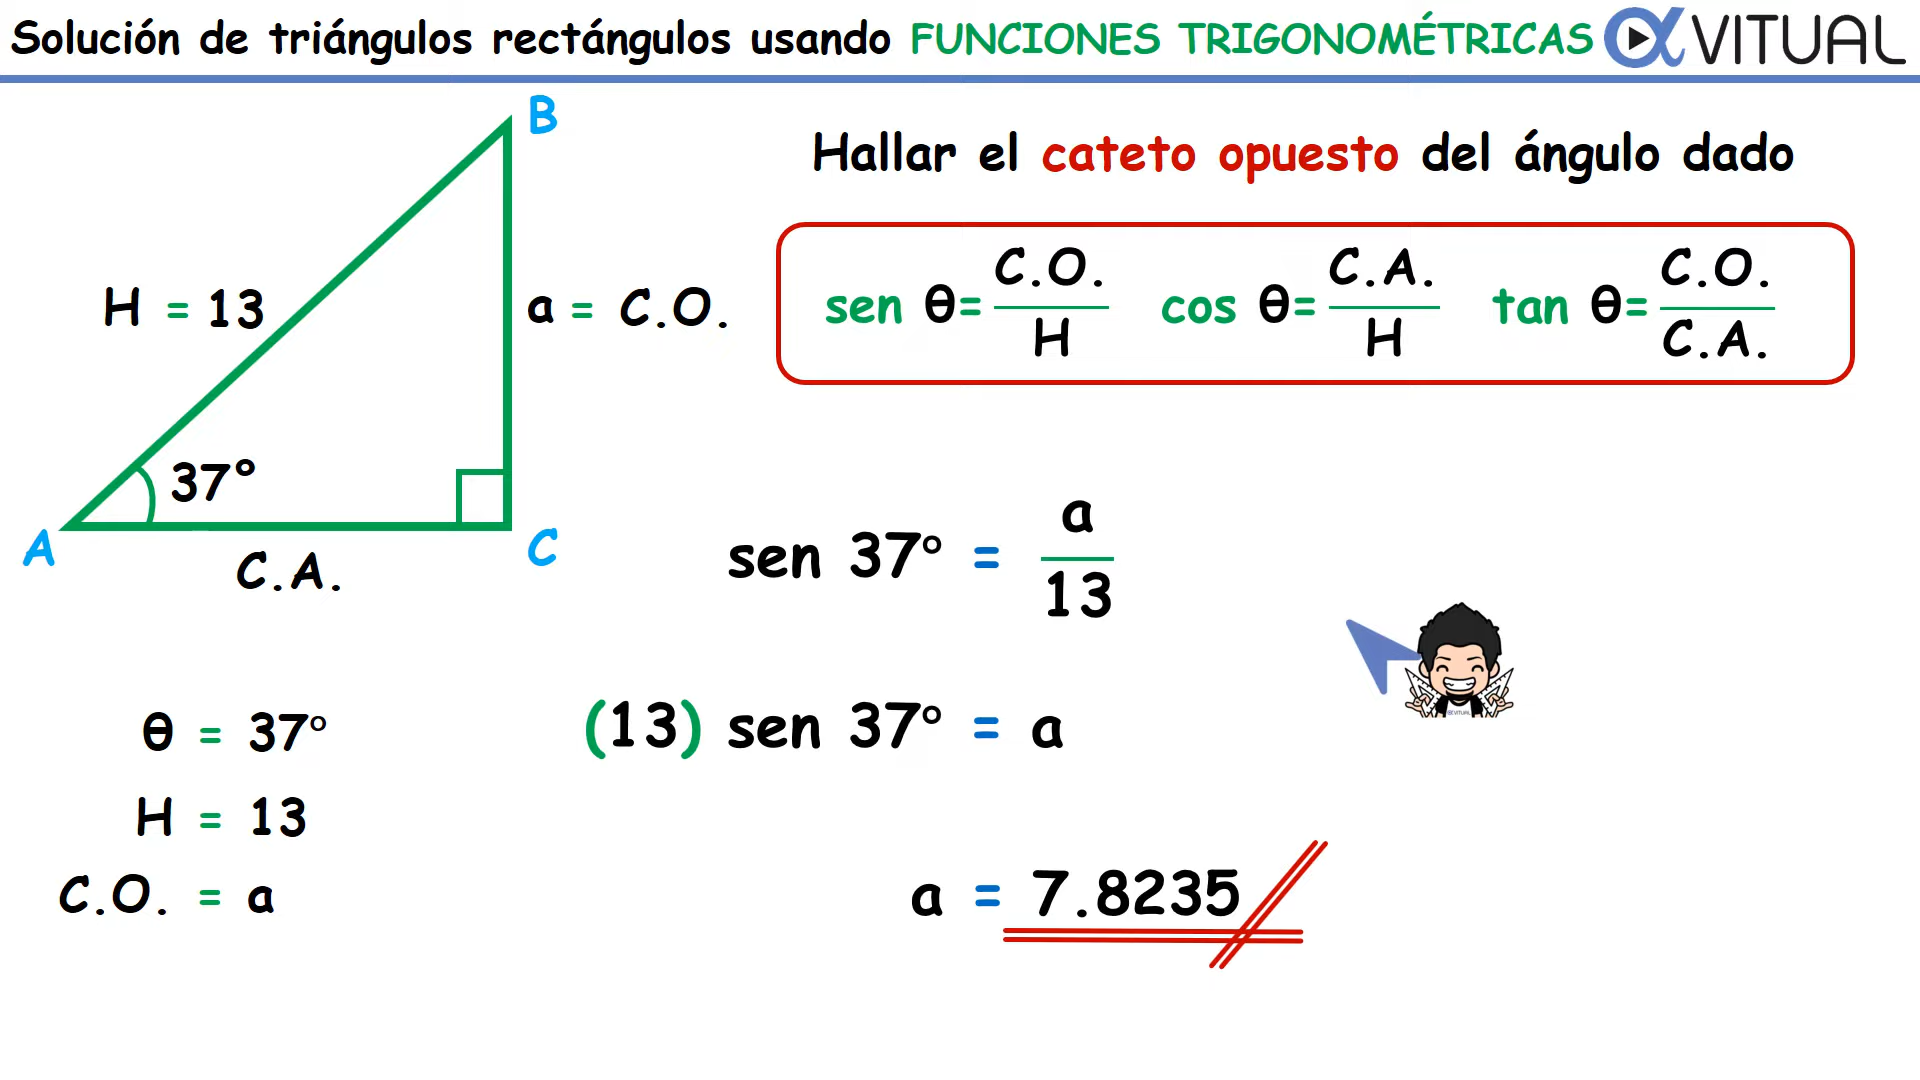 Solución de triángulos rectángulos usando FUNCIONES TRIGONOMÉTRICAS αVITUAL
B
Hallar el cateto opuesto del ángulo dado
H = 13
a = C.O.
sen θ= C.O. / H cos θ= C.A. / H tan θ= C.O. / C.A.
37°
A
C
C.A.
sen 37° = a / 13
θ = 37°
(13) sen 37° = a
H = 13
C.O. = a
a = 7.8235